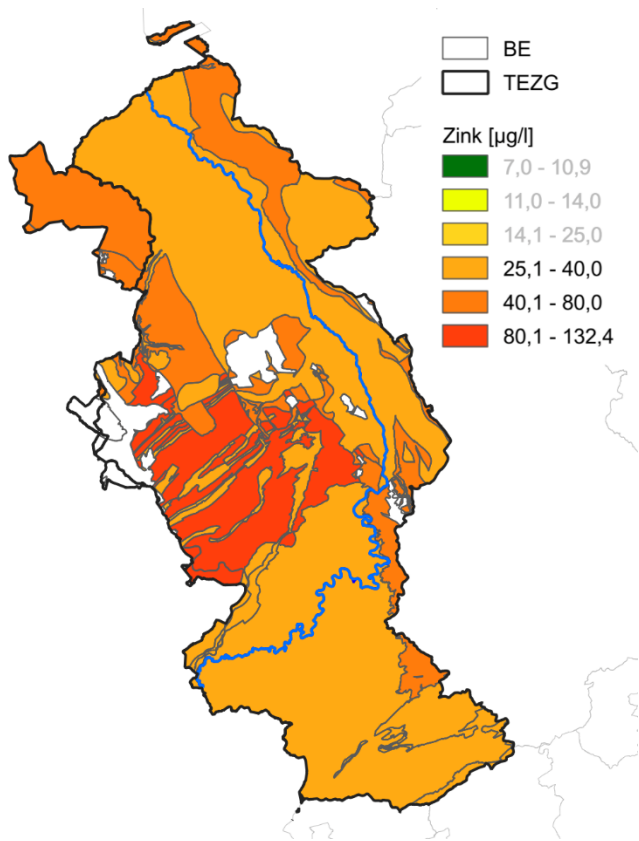 BE
TEZG
Zink [µg/l]
7,0 - 10,9
11,0 - 14,0
14,1 - 25,0
25,1 - 40,0
40,1 - 80,0
80,1 - 132,4